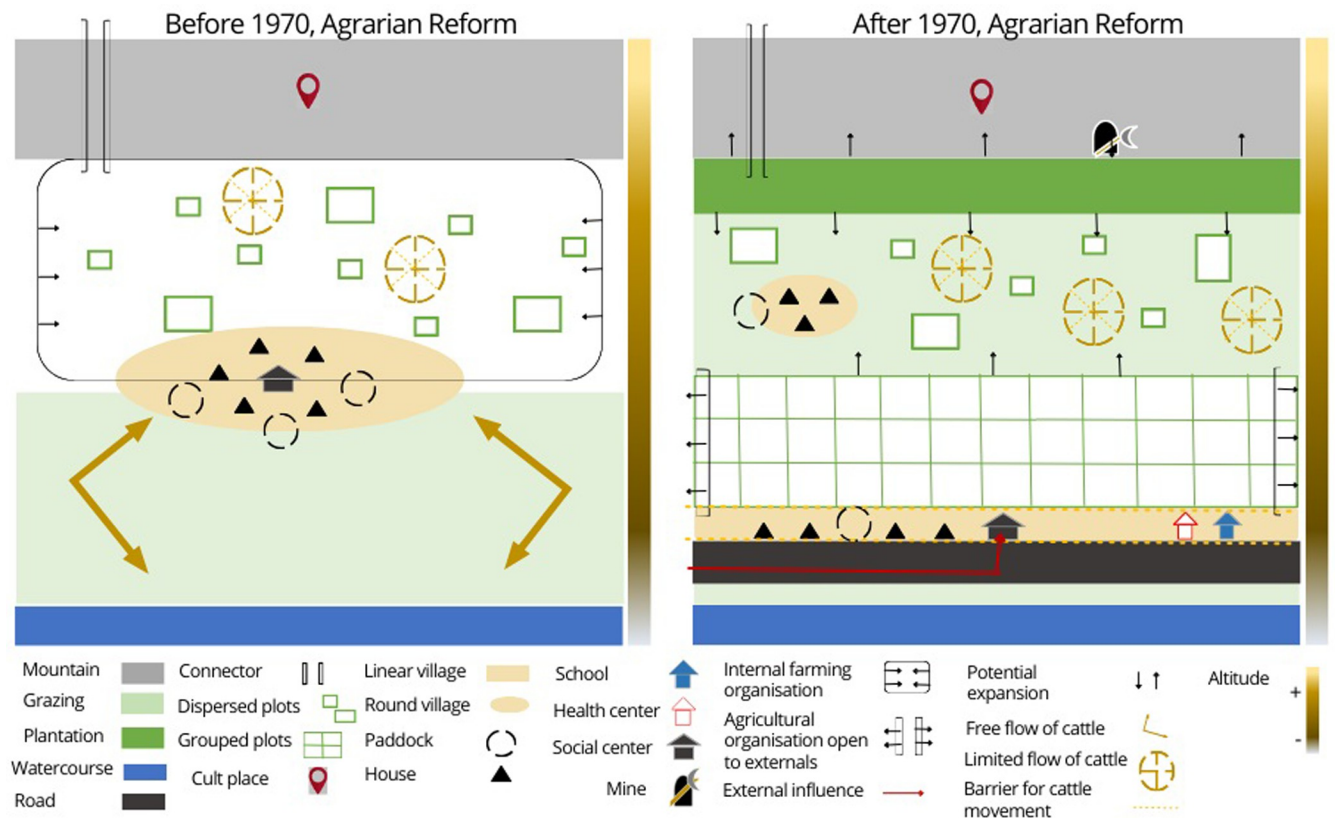 Before 1970, Agrarian Reform
After 1970, Agrarian Reform
Mountain
Grazing
Plantation
Watercourse
Road
Connector
Dispersed plots
Grouped plots
Cult place
Linear village
Round village
Paddock
House
School
Health center
Social center
Mine
Internal farming
organisation
Agricultural
organisation open
to externals
External influence
Potential
expansion
Free flow of cattle
Limited flow of cattle
Barrier for cattle
movement
Altitude
+
-